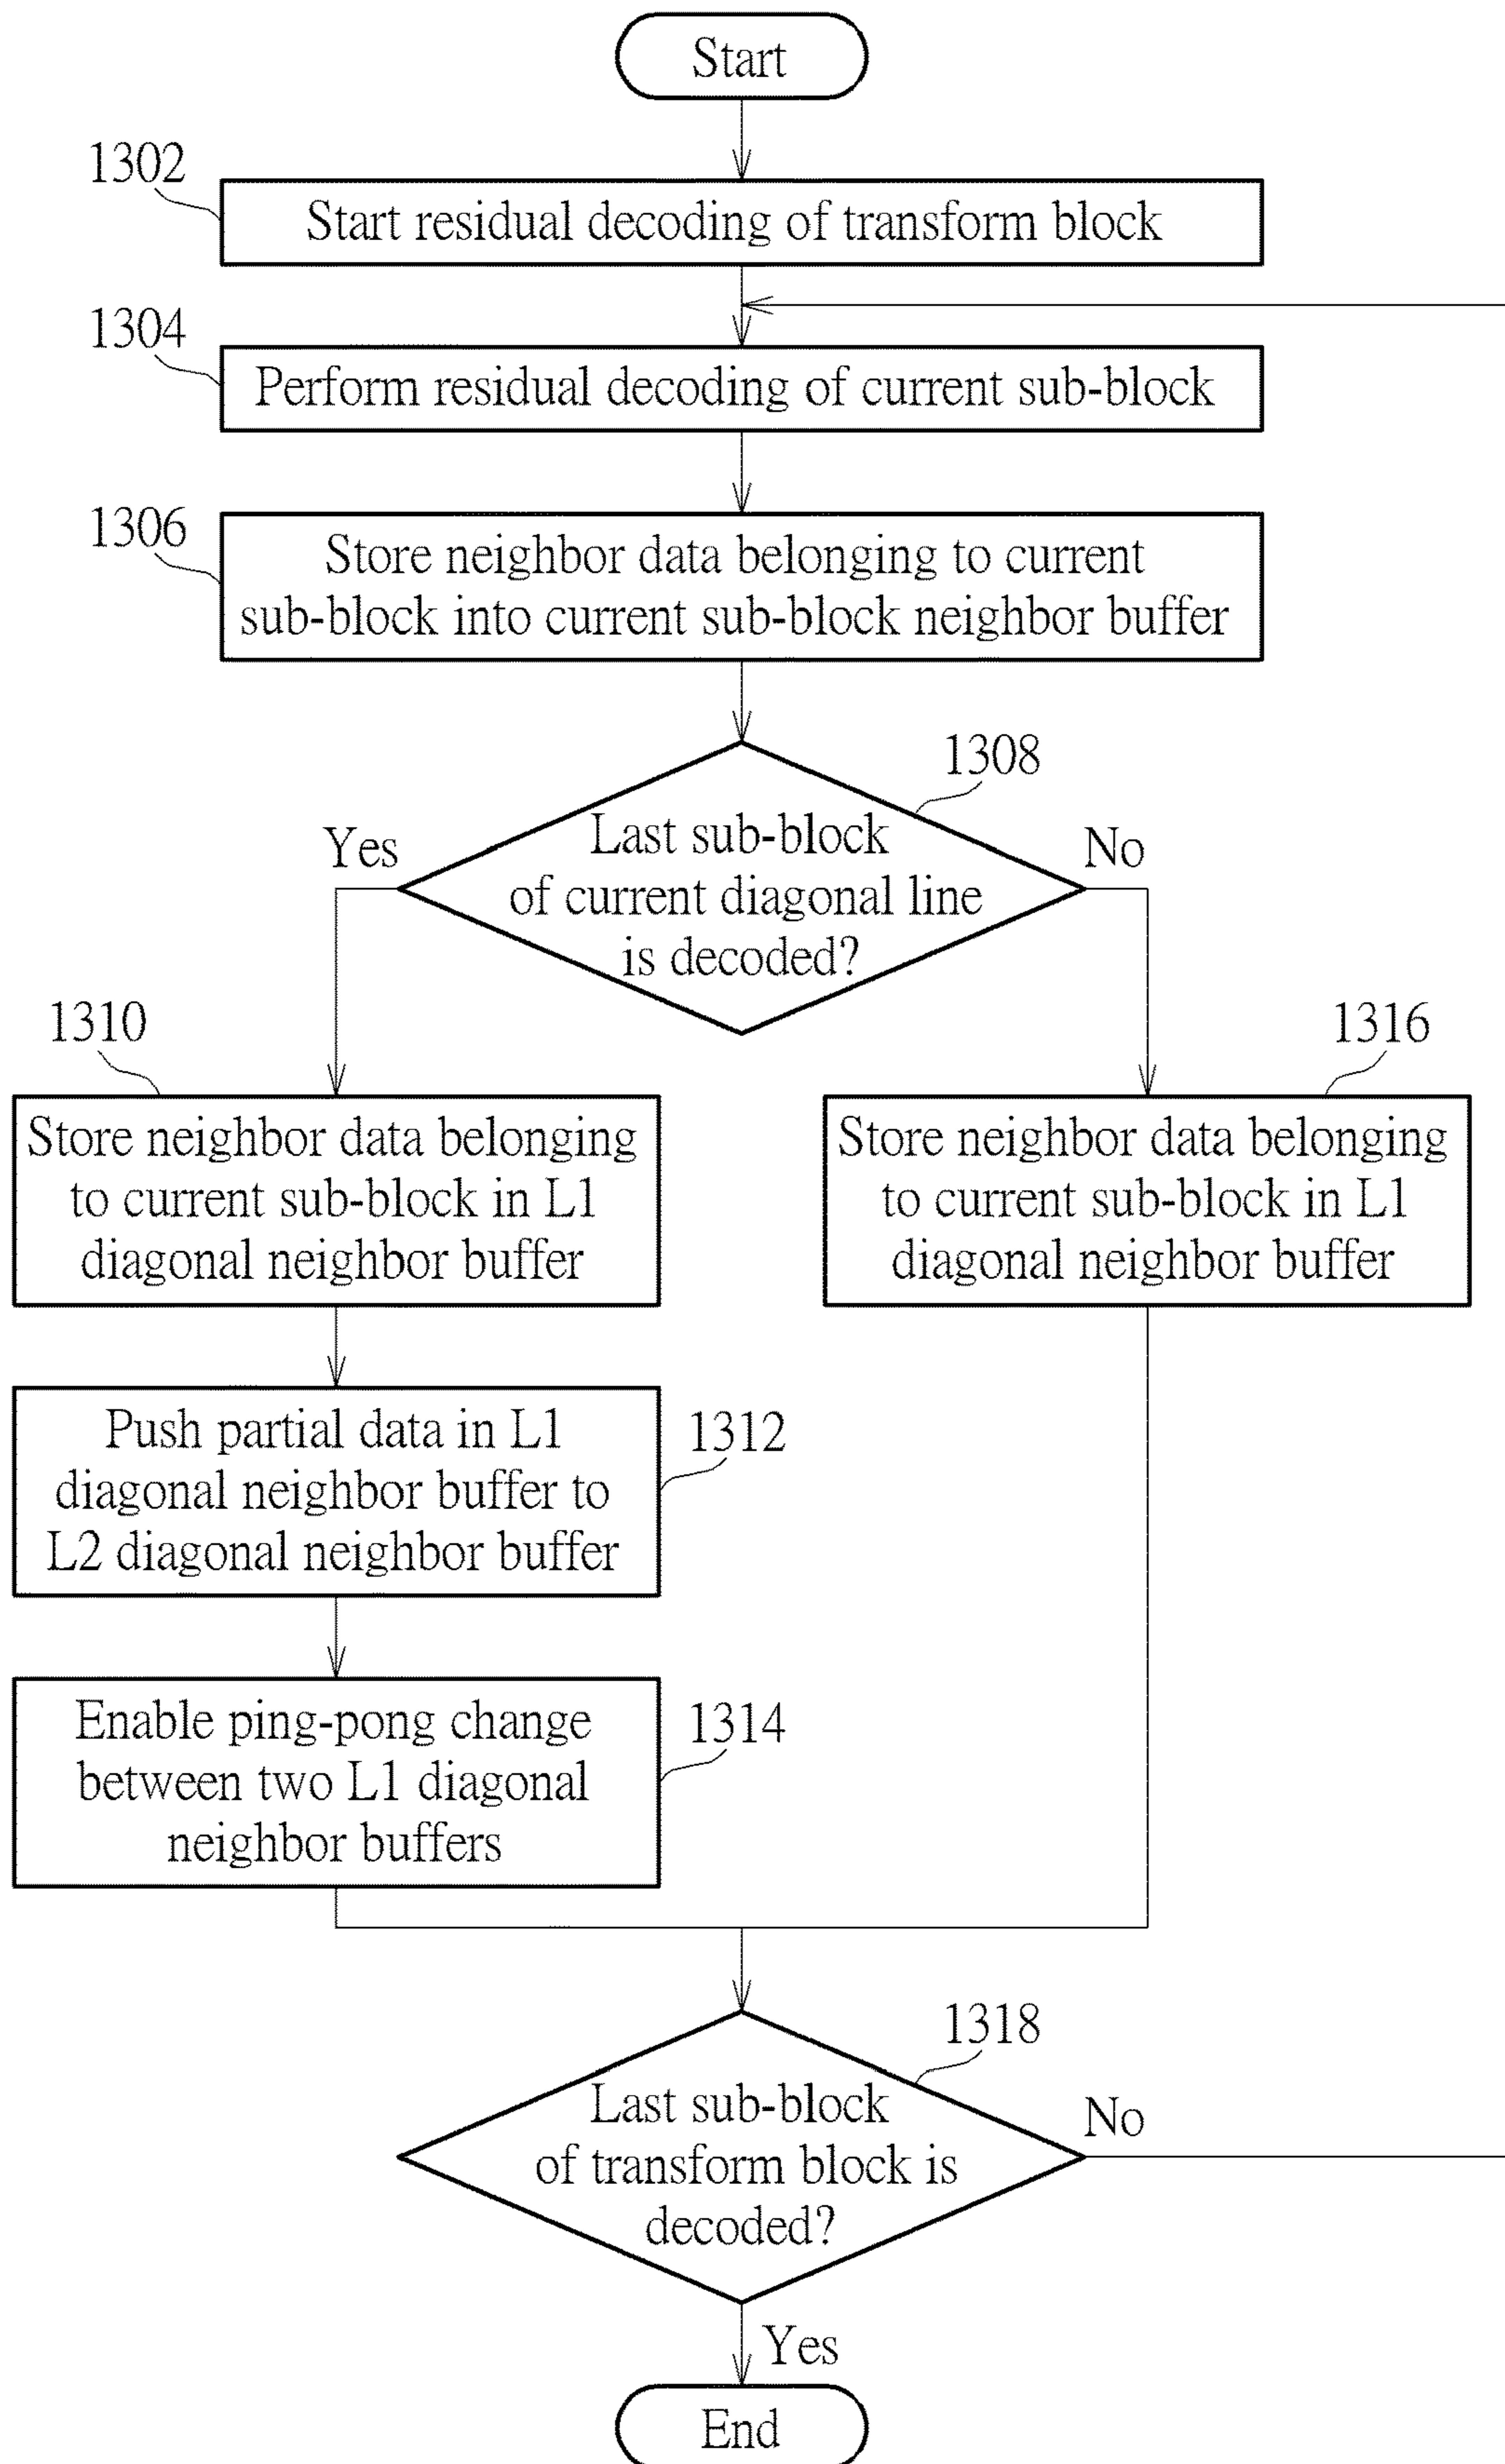 Start
1302
Start residual decoding of transform block
1304
Perform residual decoding of current sub-block
1306
Store neighbor data belonging to current
sub-block into current sub-block neighbor buffer
1308
Last sub-block
of current diagonal line
is decoded?
Yes
No
1310
Store neighbor data belonging
to current sub-block in L1
diagonal neighbor buffer
1316
Store neighbor data belonging
to current sub-block in L1
diagonal neighbor buffer
1312
Push partial data in L1
diagonal neighbor buffer to
L2 diagonal neighbor buffer
1314
Enable ping-pong change
between two L1 diagonal
neighbor buffers
1318
Last sub-block
of transform block is
decoded?
No
Yes
End